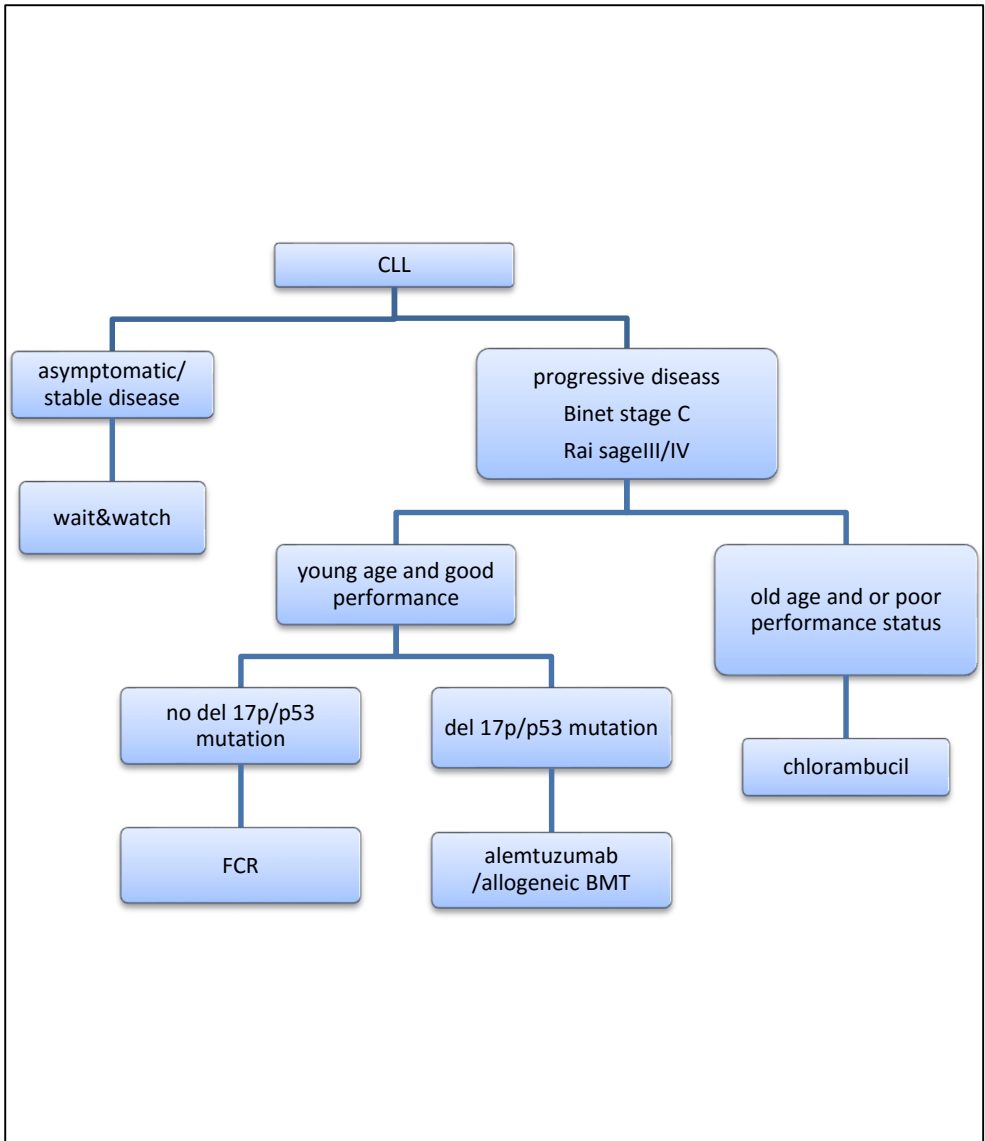 CLL
asymptomatic/
stable disease
progressive diseass
Binet stage C
Rai sageIII/IV
wait&watch
young age and good
performance
old age and or poor
performance status
no del 17p/p53
mutation
del 17p/p53 mutation
chlorambucil
FCR
alemtuzumab
/allogeneic BMT